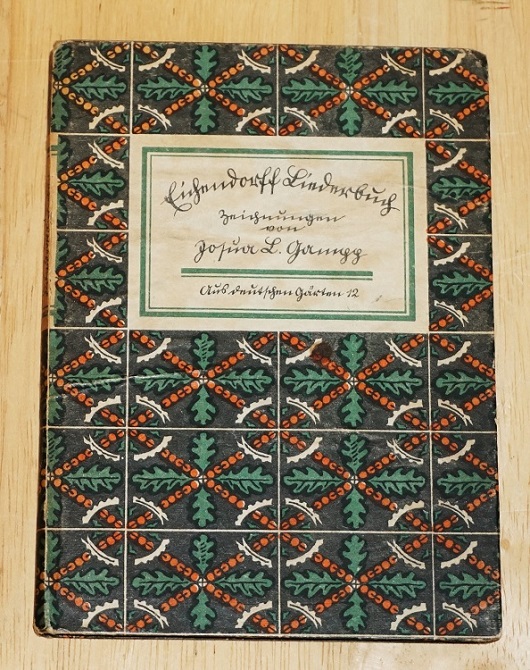 Eichendorff Liederbuch
Zeichnungen
von
Josua L. Gampp
Aus deutschen Gärten 12